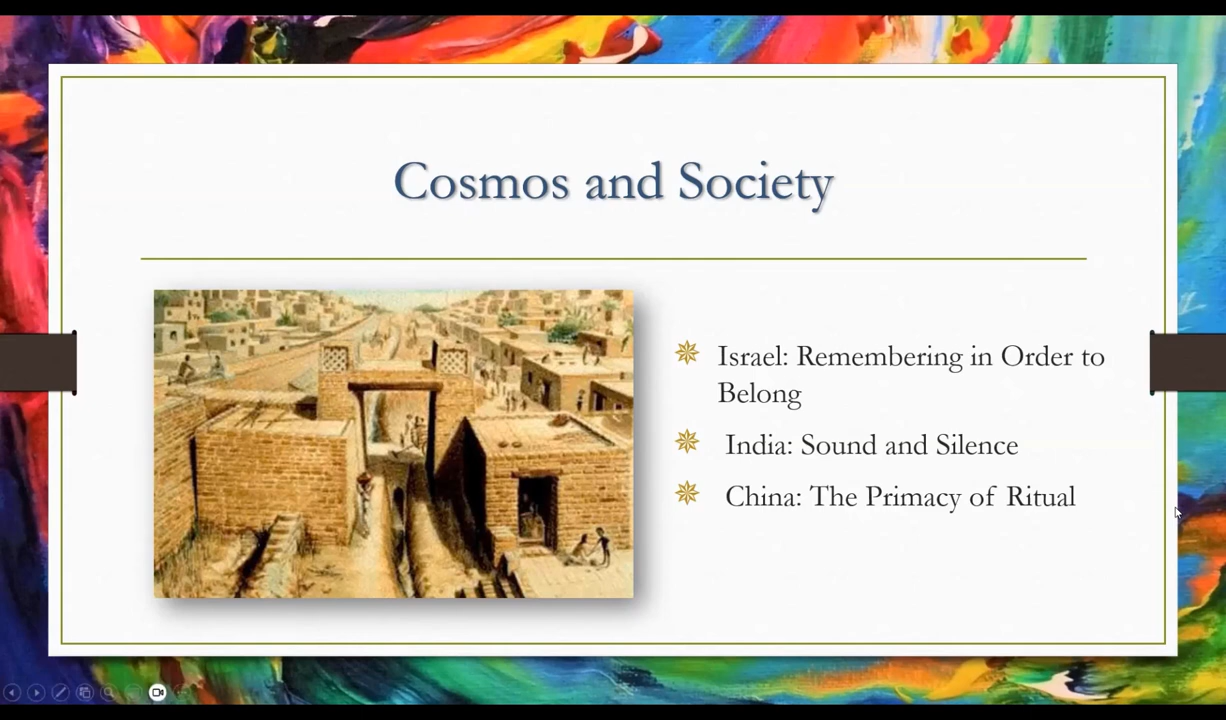 Cosmos and Society
Israel: Remembering in Order to
Belong
India: Sound and Silence
China: The Primacy of Ritual